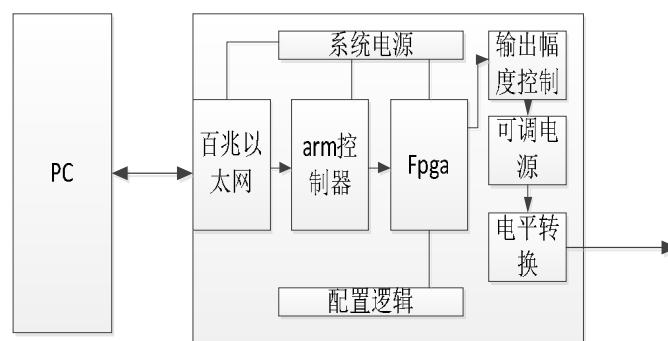 PC
系统电源
百兆以
太网
arm控
制器
Fpga
配置逻辑
输出幅
度控制
可调电
源
电平转
换